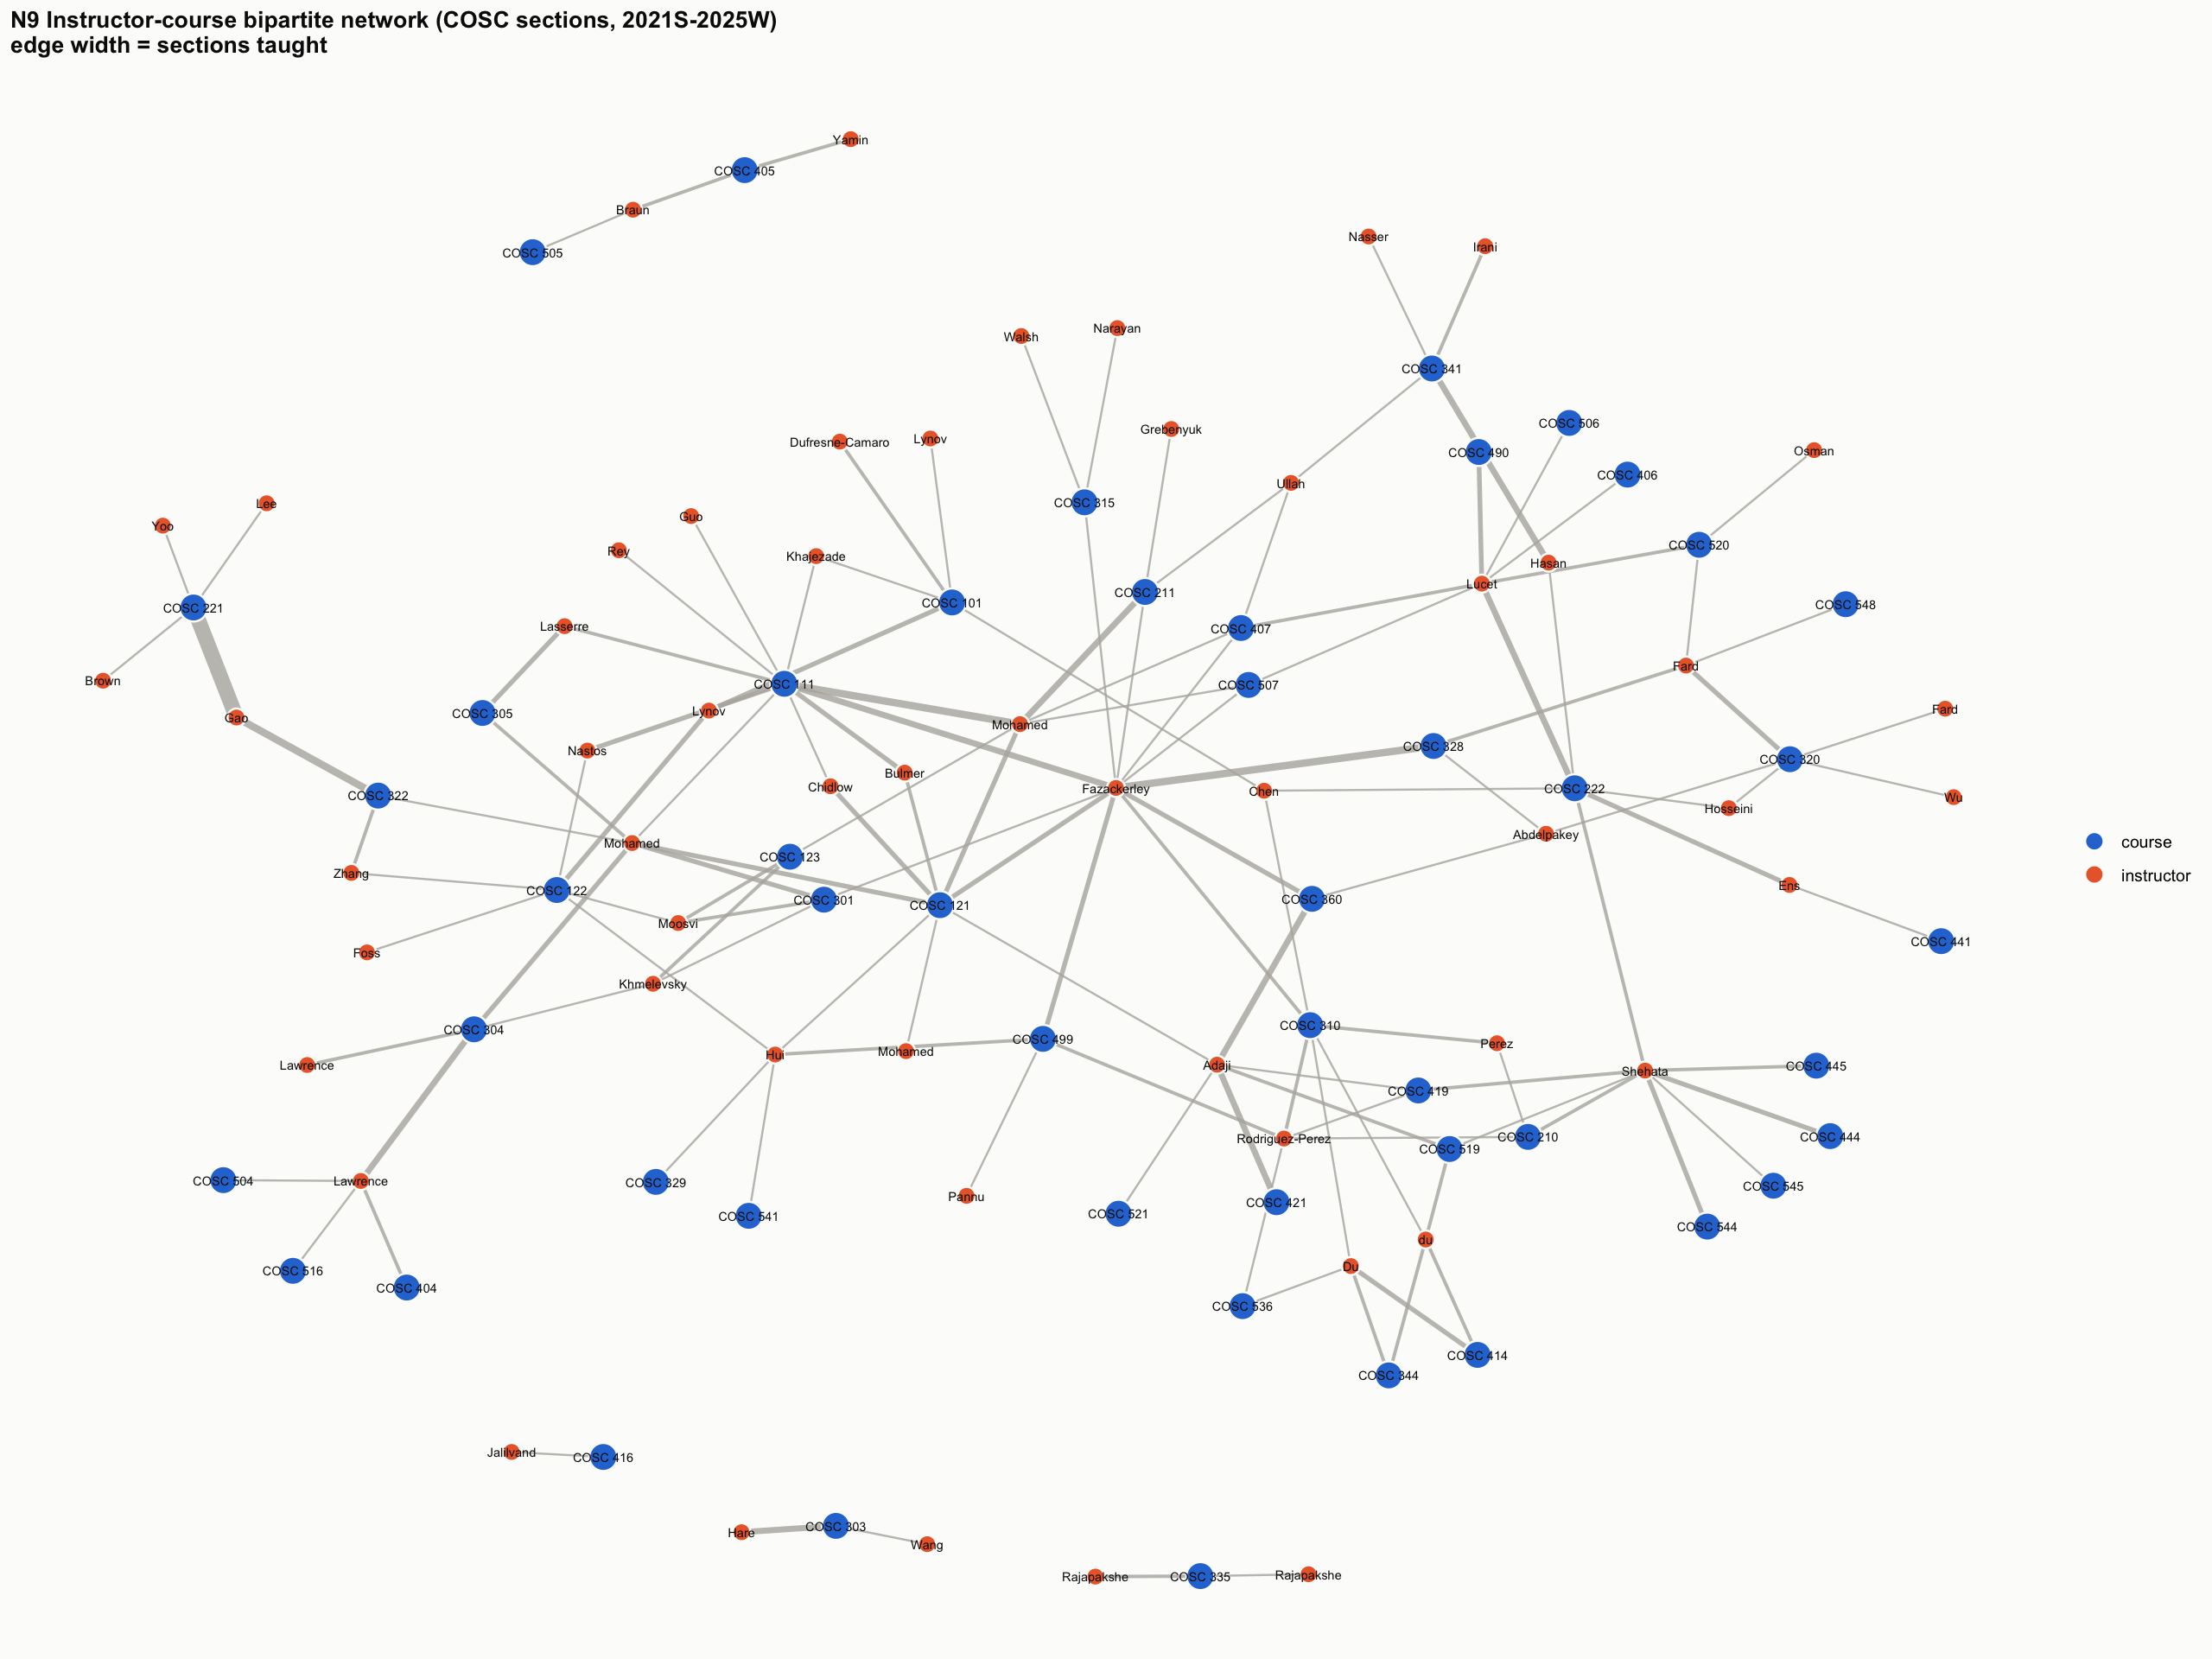 N9 Instructor-course bipartite network (COSC sections, 2021S-2025W)
edge width = sections taught
Yamin
COSC 405
Braun
COSC 505
Nasser
Irani
Walsh
Narayan
COSC 341
Dufresne-Camaro
Lynov
Grebenyuk
COSC 506
COSC 490
Osman
COSC 406
Ullah
Lee
COSC 315
Yoo
Guo
COSC 520
Rey
Khajezade
Hasan
Lucet
COSC 211
COSC 101
COSC 548
COSC 221
Lasserre
COSC 407
Fard
Brown
COSC 111
COSC 507
Fard
Lynov
COSC 305
Gao
Mohamed
COSC 328
Nastos
COSC 320
Bulmer
Chidlow
Fazackerley
Chen
COSC 222
COSC 322
Wu
Hosseini
Abdelpakey
Mohamed
course
COSC 123
Zhang
instructor
Ens
COSC 122
COSC 301
COSC 360
COSC 121
Moosvi
COSC 441
Foss
Khmelevsky
COSC 310
COSC 304
COSC 499
Perez
Mohamed
Hui
Lawrence
Adaji
COSC 445
Shehata
COSC 419
COSC 444
COSC 210
Rodriguez-Perez
COSC 519
COSC 504
Lawrence
COSC 329
COSC 545
Pannu
COSC 421
COSC 521
COSC 541
COSC 544
du
Du
COSC 516
COSC 404
COSC 536
COSC 414
COSC 344
Jalilvand
COSC 416
COSC 303
Hare
Wang
Rajapakshe
COSC 335
Rajapakshe